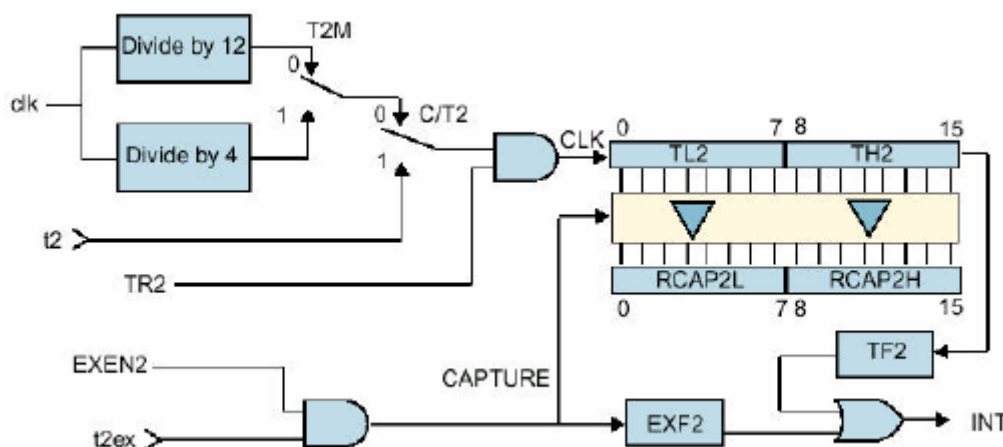 Divide by 12
T2M
0
clk
1
0
C/T2
Divide by 4
1
CLK
0
7
8
15
TL2
TH2
t2
TR2
RCAP2L
RCAP2H
0
7
8
15
EXEN2
CAPTURE
TF2
t2ex
EXF2
INT